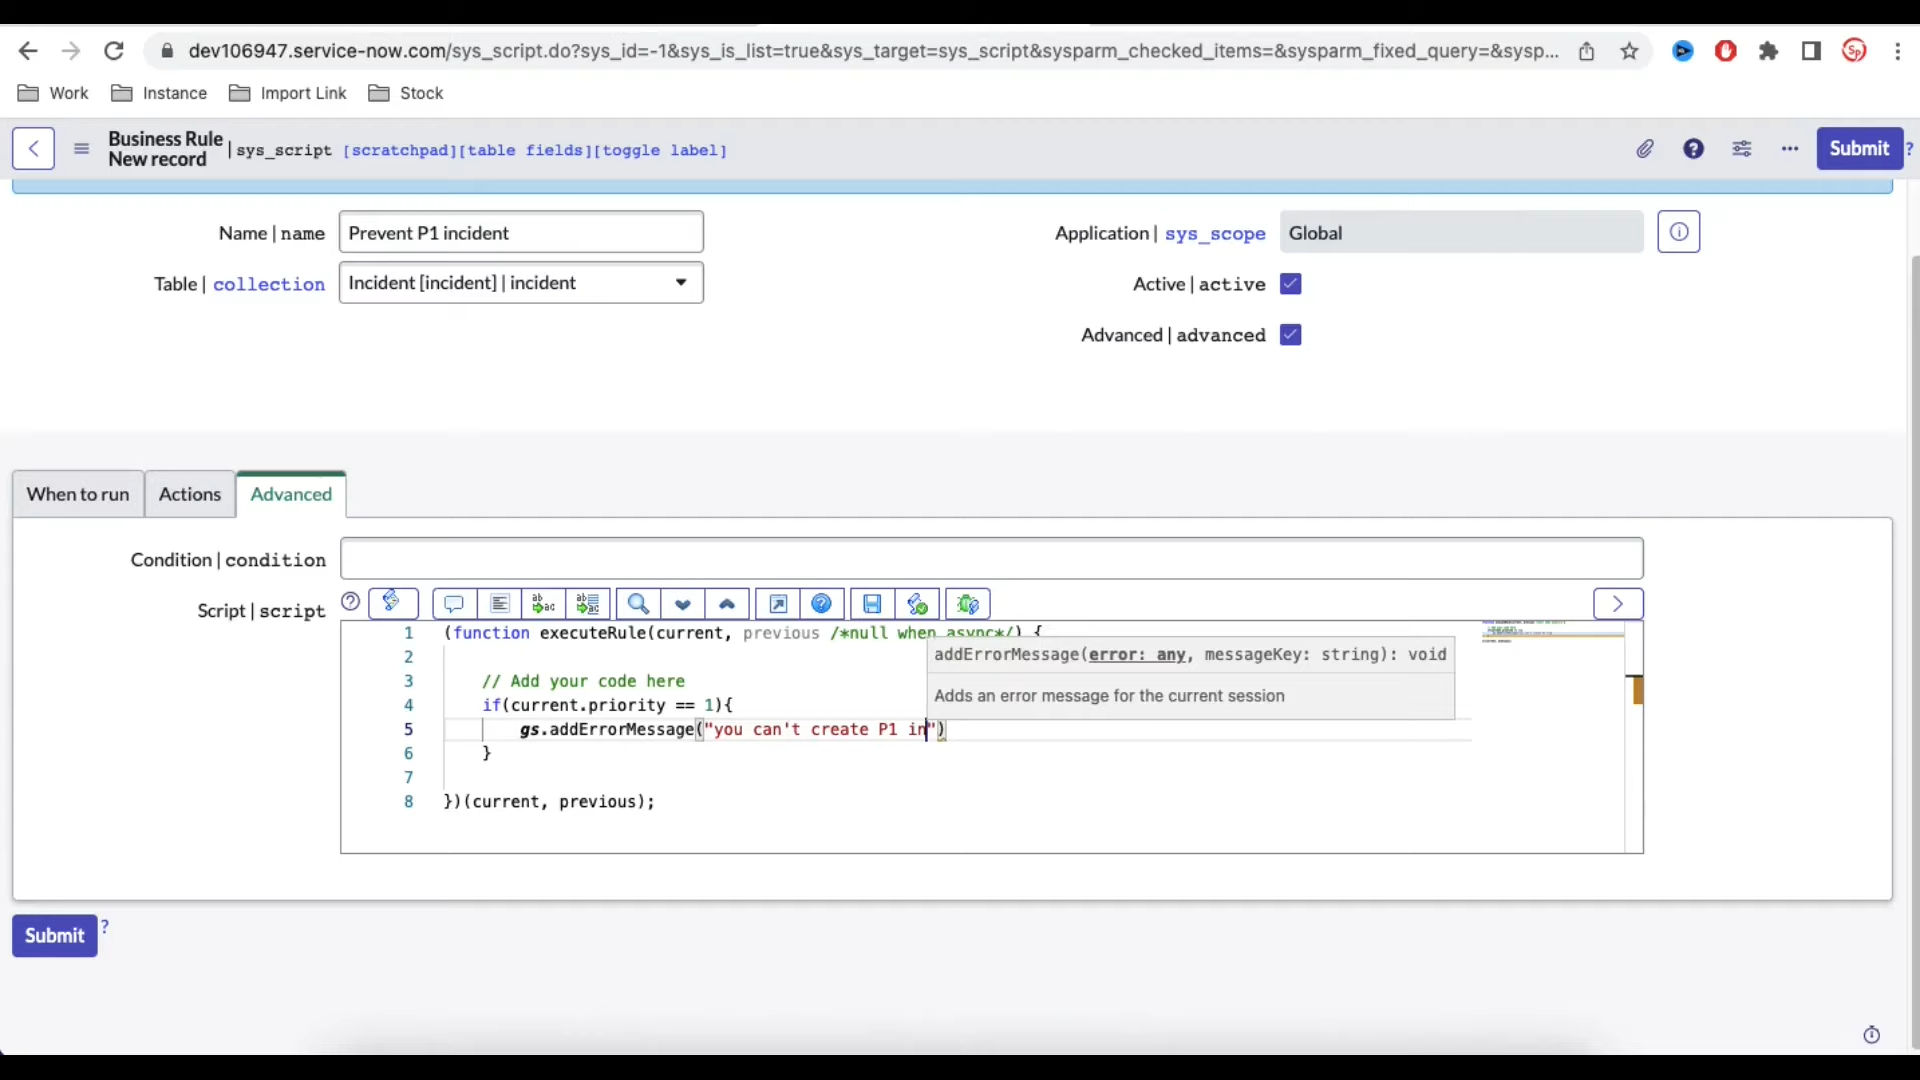 dev106947.service-now.com/sys_script.do?sys_id=-1&sys_is_list=true&sys_target=sys_script&sysparm_checked_items=&sysparm_fixed_query=&sysp...
Work Instance Import Link Stock
Business Rule
New record | sys_script [scratchpad][table fields][toggle label]
Submit ?
Name | name Prevent P1 incident
Application | sys_scope Global
Table | collection Incident [incident] | incident
Active | active
Advanced | advanced
When to run Actions Advanced
Condition | condition
Script | script
1 (function executeRule(current, previous /*null when async*/) {
2
addErrorMessage(error: any, messageKey: string): void
3 // Add your code here
Adds an error message for the current session
4 if(current.priority == 1){
5 gs.addErrorMessage("you can't create P1 in")
6 }
7
8 })(current, previous);
Submit ?